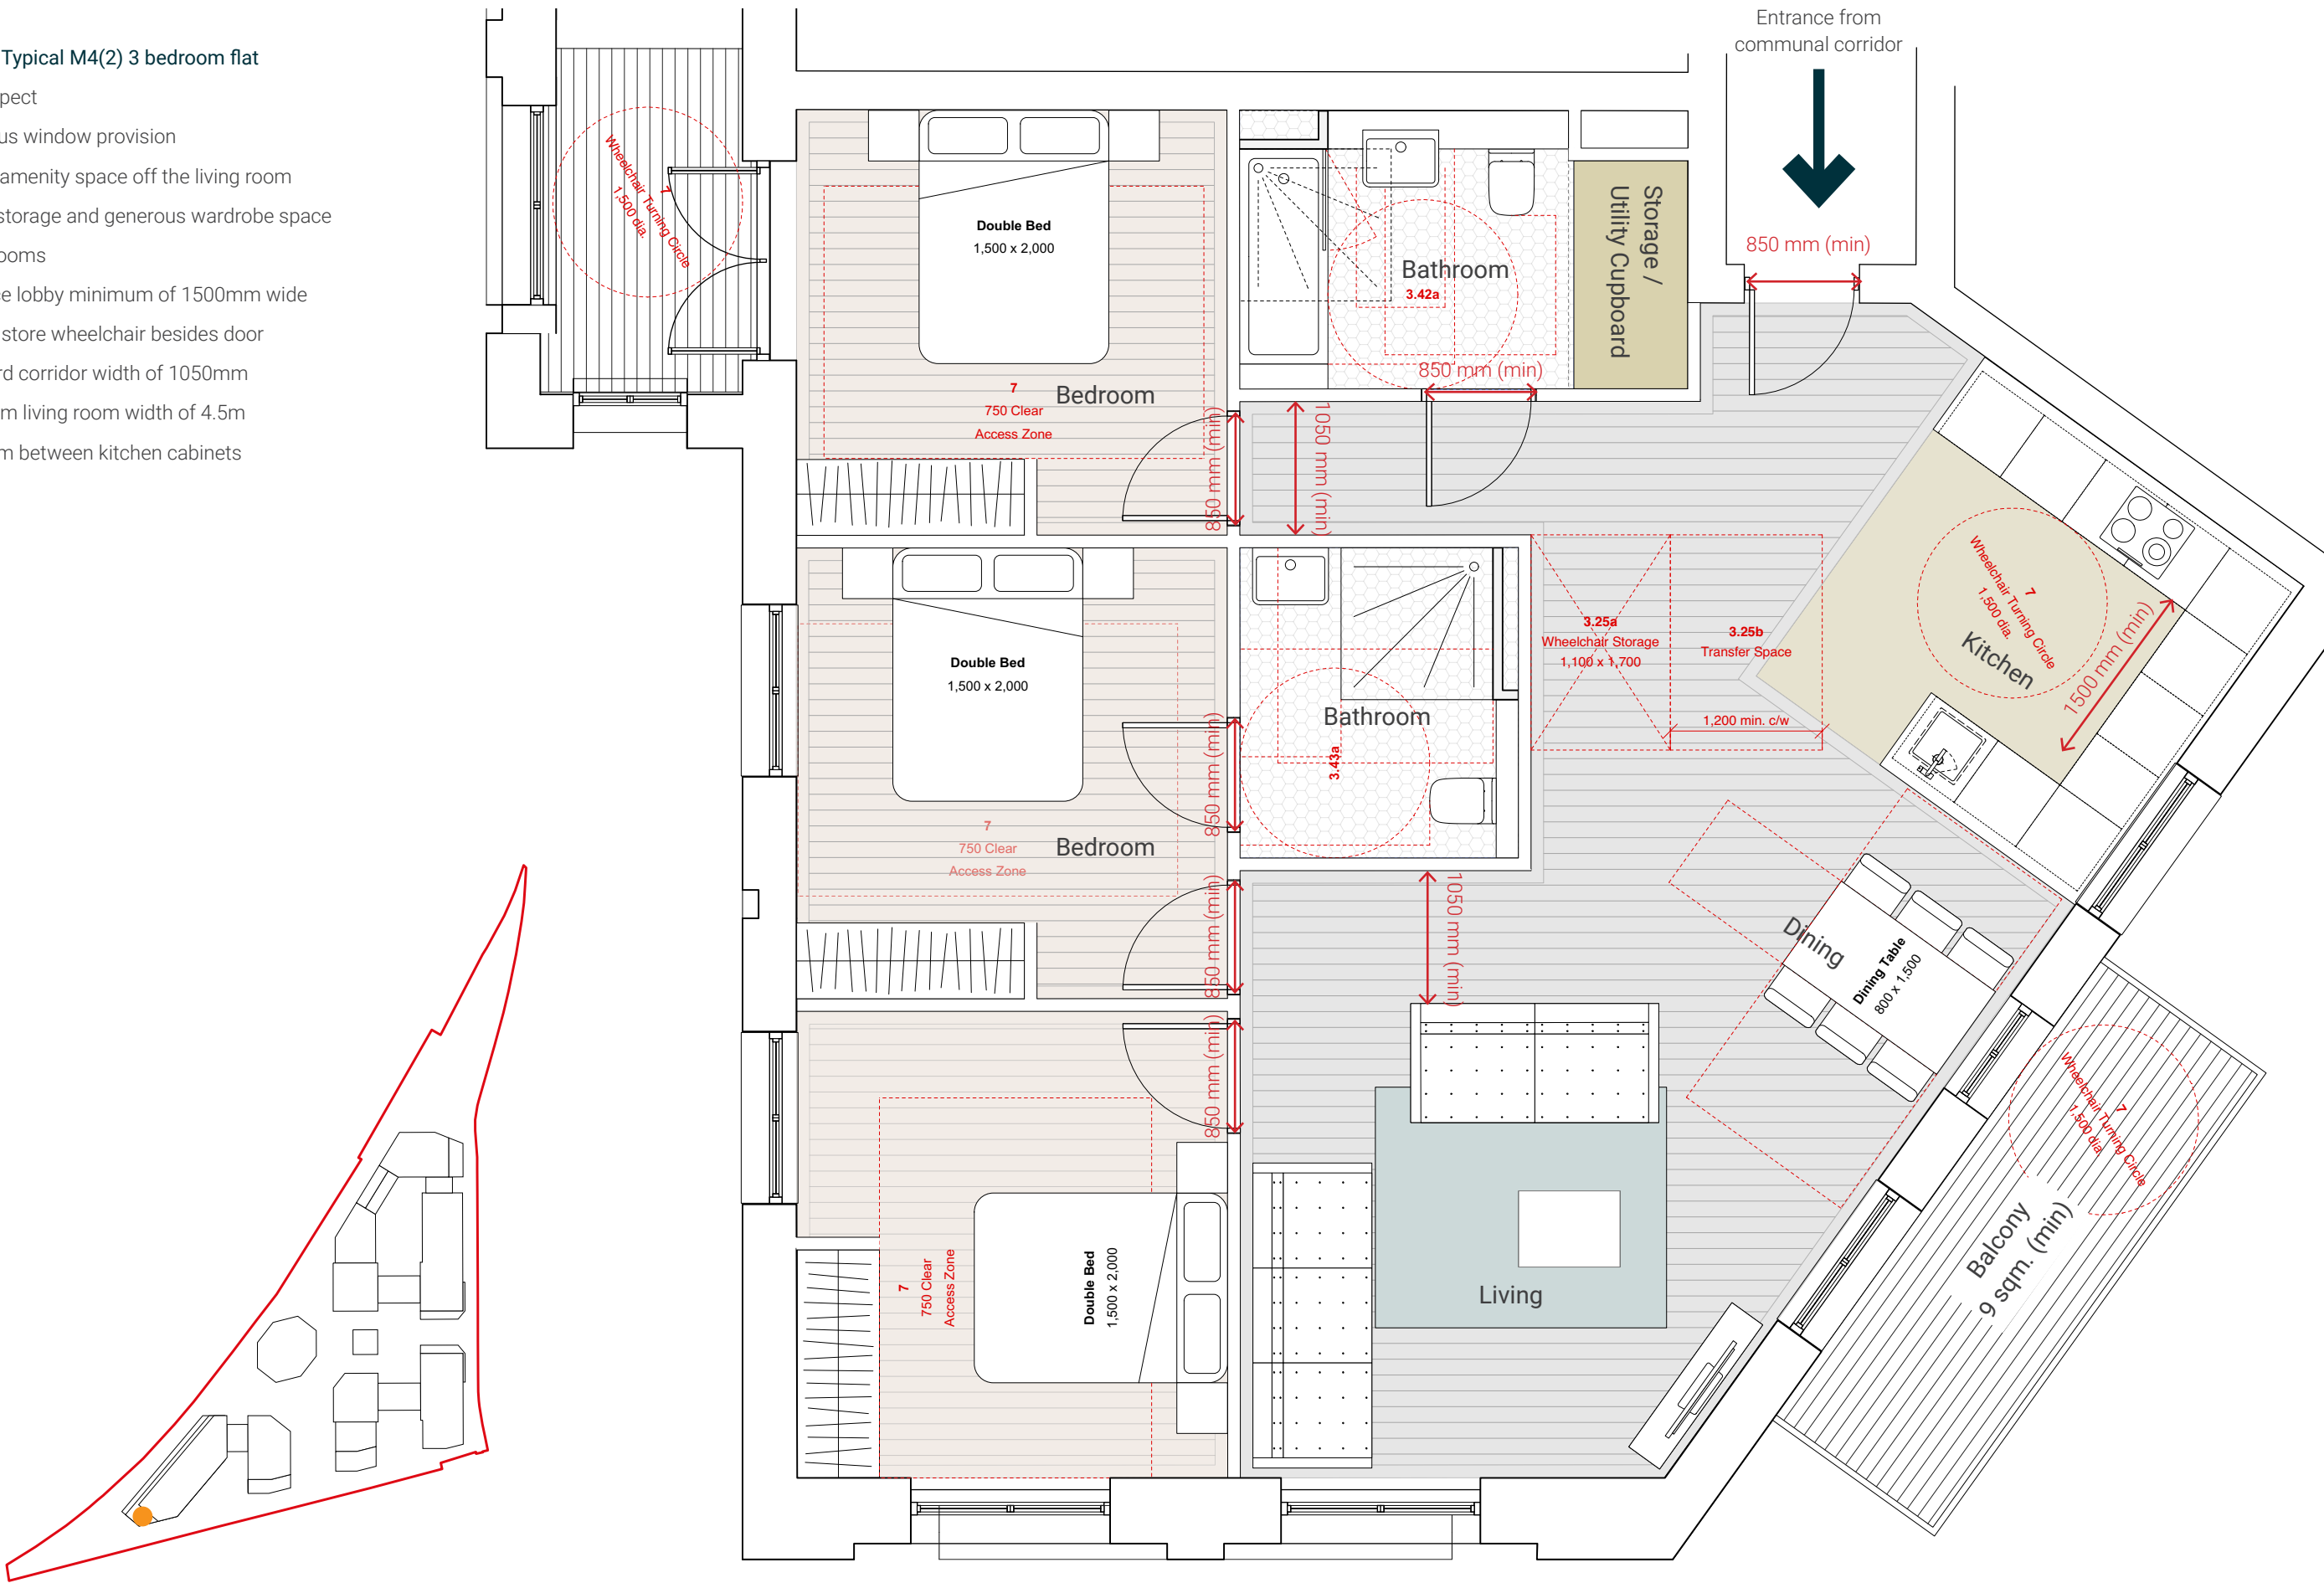 Typical M4(2) 3 bedroom flat
pect
us window provision
amenity space off the living room
storage and generous wardrobe space
ooms
ce lobby minimum of 1500mm wide
store wheelchair besides door
rd corridor width of 1050mm
m living room width of 4.5m
m between kitchen cabinets
Entrance from
communal corridor
850 mm (min)
7
Wheelchair Turning Circle
1,500 dia.
Double Bed
1,500 x 2,000
Bedroom
7
750 Clear
Access Zone
850 mm (min)
1050 mm (min)
Bathroom
3.42a
850 mm (min)
Storage /
Utility Cupboard
Double Bed
1,500 x 2,000
Bedroom
7
750 Clear
Access Zone
850 mm (min)
850 mm (min)
Bathroom
3.43a
3.25a
Wheelchair Storage
1,100 x 1,700
3.25b
Transfer Space
1,200 min. c/w
7
Wheelchair Turning Circle
1,500 dia.
Kitchen
1500 mm (min)
1050 mm (min)
Dining
Dining Table
800 x 1,500
850 mm (min)
7
750 Clear
Access Zone
Double Bed
1,500 x 2,000
Living
7
Wheelchair Turning Circle
1,500 dia.
Balcony
9 sqm. (min)